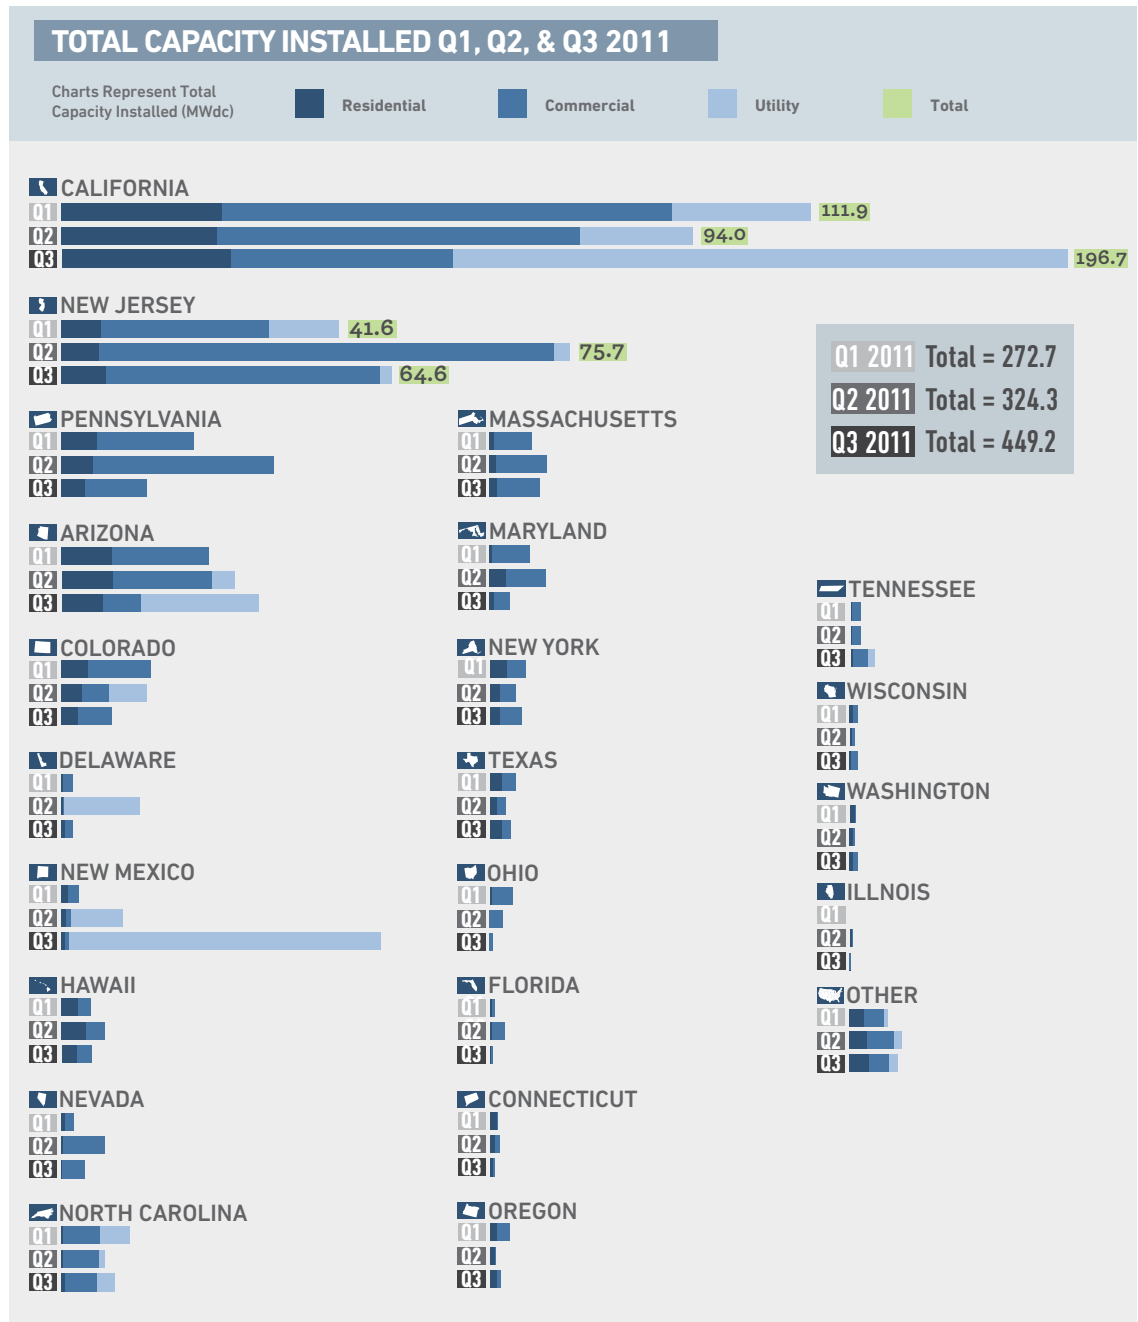 TOTAL CAPACITY INSTALLED Q1, Q2, & Q3 2011
Charts Represent Total
Capacity Installed (MWdc)
Residential
Commercial
Utility
Total
CALIFORNIA
Q1 111.9
Q2 94.0
Q3 196.7
NEW JERSEY
Q1 41.6
Q2 75.7
Q3 64.6
Q1 2011 Total = 272.7
Q2 2011 Total = 324.3
Q3 2011 Total = 449.2
PENNSYLVANIA
Q1
Q2
Q3
ARIZONA
Q1
Q2
Q3
COLORADO
Q1
Q2
Q3
DELAWARE
Q1
Q2
Q3
NEW MEXICO
Q1
Q2
Q3
HAWAII
Q1
Q2
Q3
NEVADA
Q1
Q2
Q3
NORTH CAROLINA
Q1
Q2
Q3
MASSACHUSETTS
Q1
Q2
Q3
MARYLAND
Q1
Q2
Q3
NEW YORK
Q1
Q2
Q3
TEXAS
Q1
Q2
Q3
OHIO
Q1
Q2
Q3
FLORIDA
Q1
Q2
Q3
CONNECTICUT
Q1
Q2
Q3
OREGON
Q1
Q2
Q3
TENNESSEE
Q1
Q2
Q3
WISCONSIN
Q1
Q2
Q3
WASHINGTON
Q1
Q2
Q3
ILLNOIS
Q1
Q2
Q3
OTHER
Q1
Q2
Q3